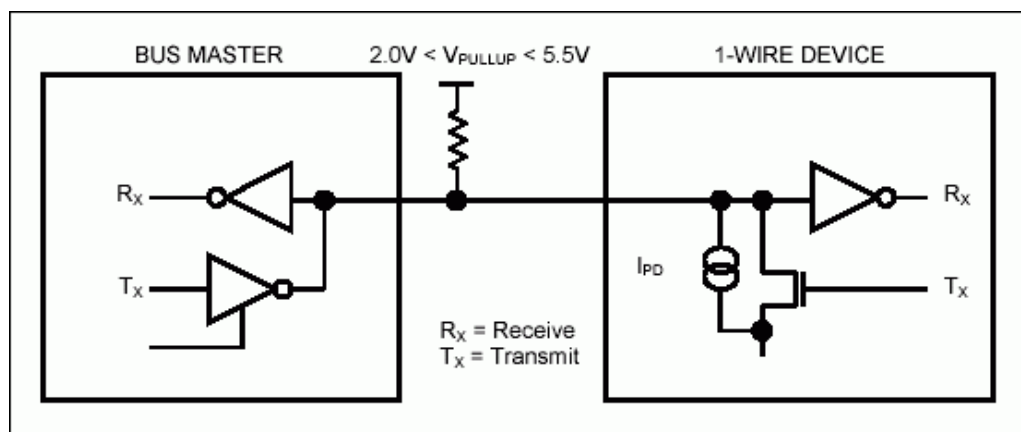 BUS MASTER
2.0V < VPULLUP < 5.5V
1-WIRE DEVICE
RX
TX
RX = Receive
TX = Transmit
IPD
RX
TX